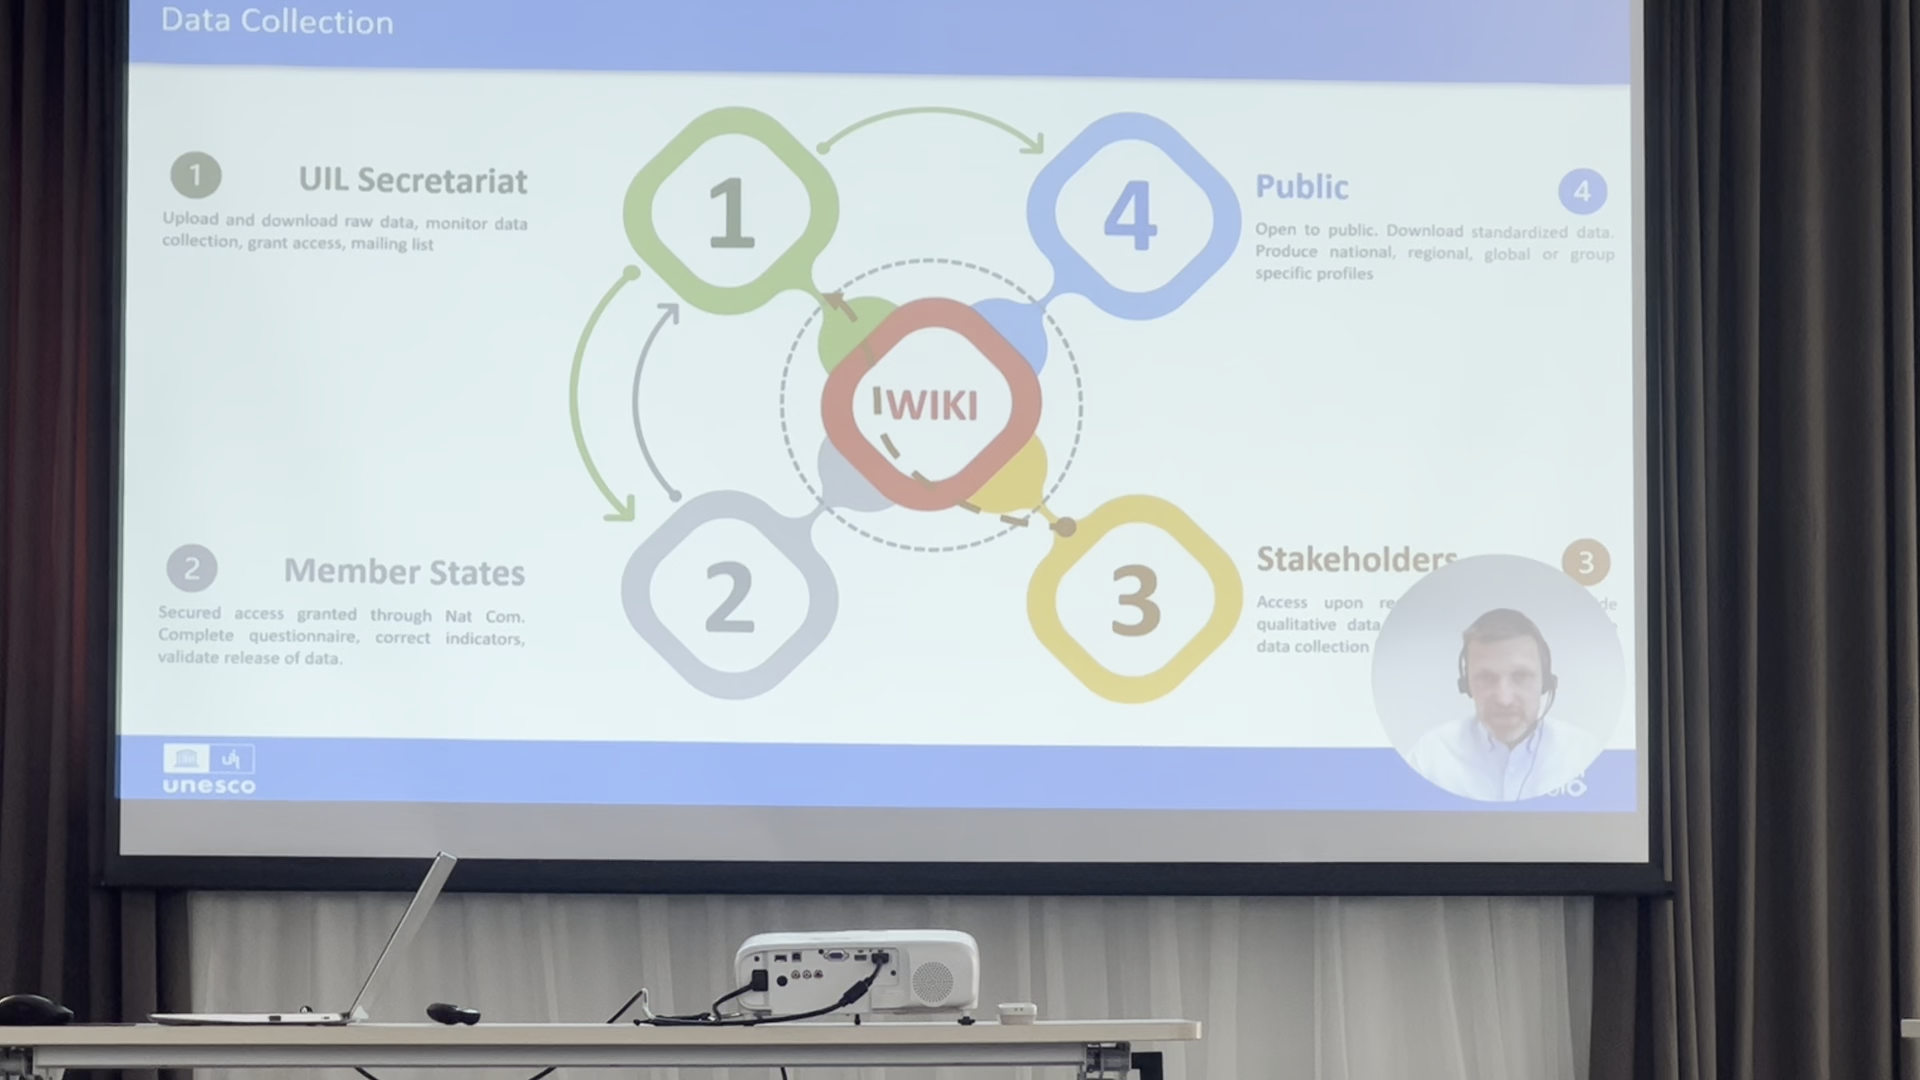 Data Collection
1
UIL Secretariat
Upload and download raw data, monitor data
collection, grant access, mailing list
1
4
Public
4
Open to public. Download standardized data.
Produce national, regional, global or group
specific profiles
WIKI
2
Member States
Secured access granted through Nat Com.
Complete questionnaire, correct indicators,
validate release of data.
2
3
Stakeholders
3
Access upon
qualitative data
data collection
unesco